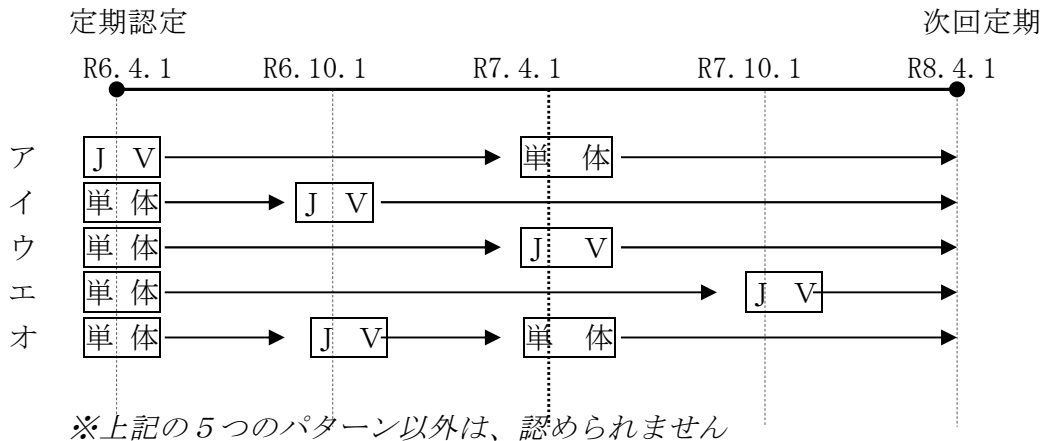 定期認定 次回定期
R6.4.1 R6.10.1 R7.4.1 R7.10.1 R8.4.1
ア J V 単 体
イ 単 体 J V
ウ 単 体 J V
エ 単 体 J V
オ 単 体 J V 単 体
※上記の５つのパターン以外は、認められません